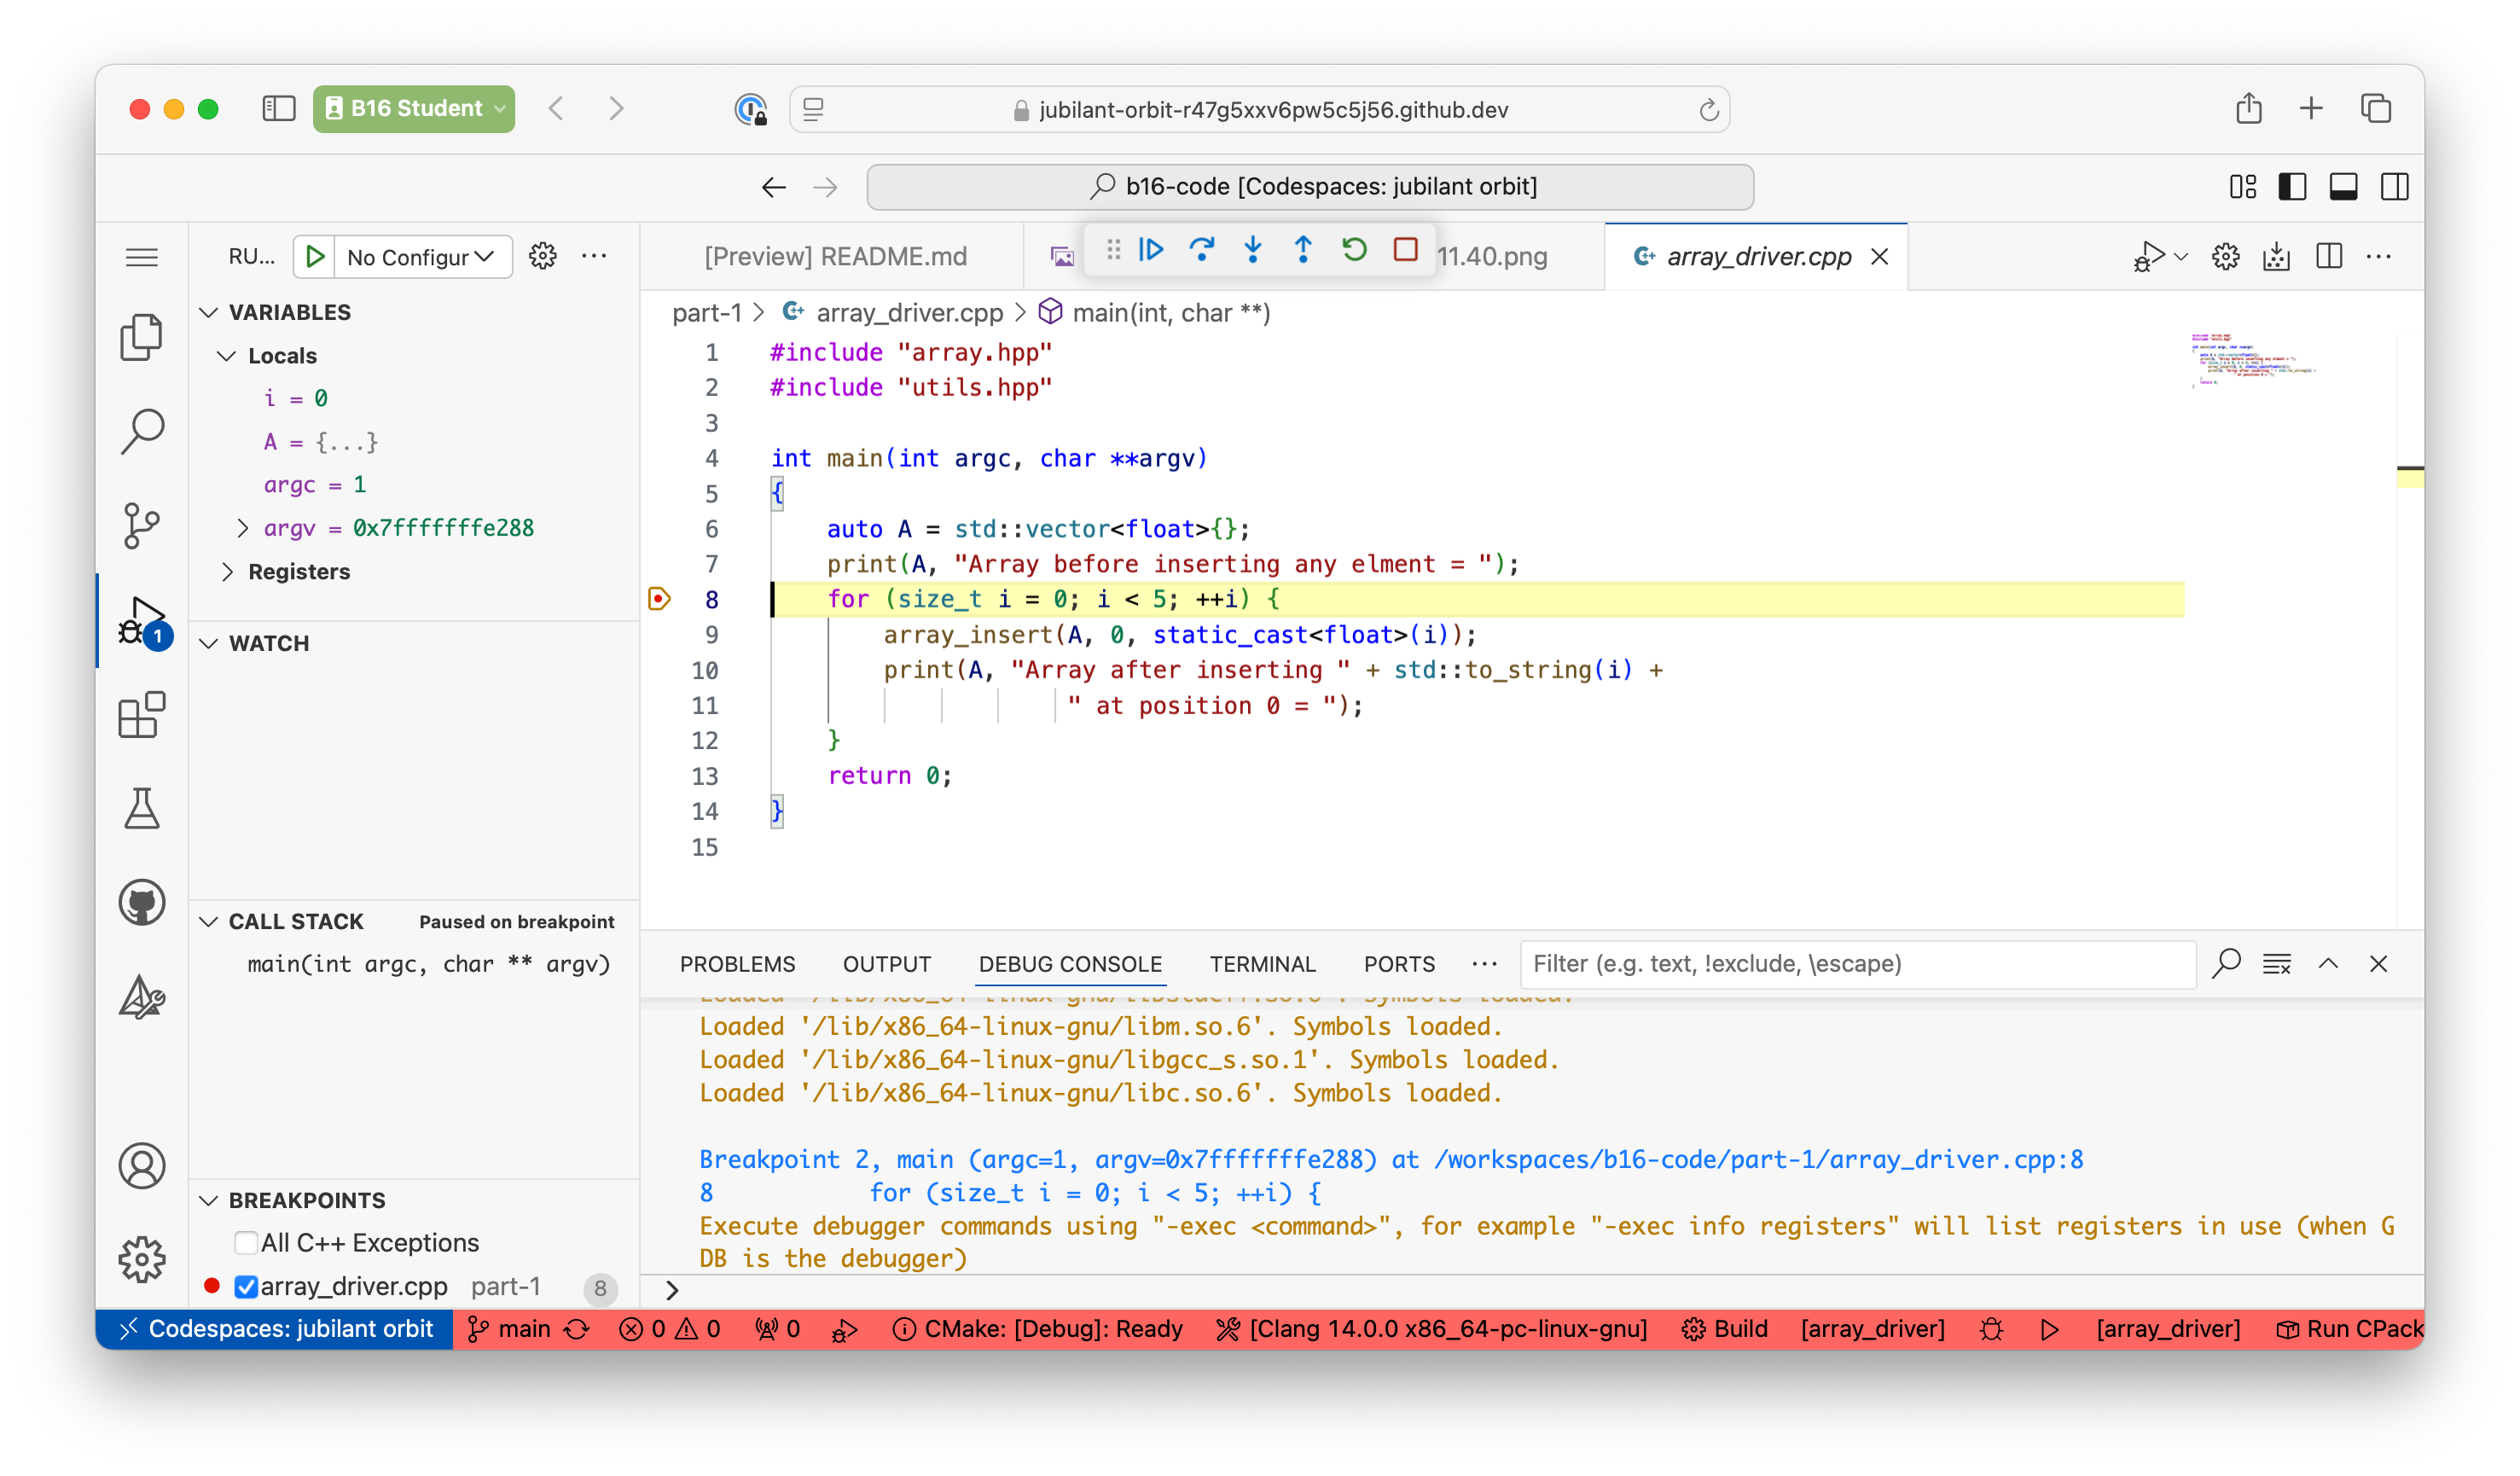 B16 Student
jubilant-orbit-r47g5xxv6pw5c5j56.github.dev
b16-code [Codespaces: jubilant orbit]
RU...
No Configur
[Preview] README.md
11.40.png
array_driver.cpp
VARIABLES
Locals
i = 0
A = {...}
argc = 1
argv = 0x7fffffffe288
Registers
WATCH
CALL STACK
Paused on breakpoint
main(int argc, char ** argv)
BREAKPOINTS
All C++ Exceptions
array_driver.cpp part-1 8
1
part-1 > array_driver.cpp > main(int, char **)
1 #include "array.hpp"
2 #include "utils.hpp"
3
4 int main(int argc, char **argv)
5 {
6     auto A = std::vector<float>{};
7     print(A, "Array before inserting any elment = ");
8     for (size_t i = 0; i < 5; ++i) {
9         array_insert(A, 0, static_cast<float>(i));
10         print(A, "Array after inserting " + std::to_string(i) +
11                      " at position 0 = ");
12     }
13     return 0;
14 }
15
PROBLEMS OUTPUT DEBUG CONSOLE TERMINAL PORTS
Filter (e.g. text, !exclude, \escape)
Loaded '/lib/x86_64-linux-gnu/libstdc++.so.6'. Symbols loaded.
Loaded '/lib/x86_64-linux-gnu/libm.so.6'. Symbols loaded.
Loaded '/lib/x86_64-linux-gnu/libgcc_s.so.1'. Symbols loaded.
Loaded '/lib/x86_64-linux-gnu/libc.so.6'. Symbols loaded.
Breakpoint 2, main (argc=1, argv=0x7fffffffe288) at /workspaces/b16-code/part-1/array_driver.cpp:8
8           for (size_t i = 0; i < 5; ++i) {
Execute debugger commands using "-exec <command>", for example "-exec info registers" will list registers in use (when G
DB is the debugger)
>
Codespaces: jubilant orbit main 0 0 0 CMake: [Debug]: Ready [Clang 14.0.0 x86_64-pc-linux-gnu] Build [array_driver] [array_driver] Run CPack